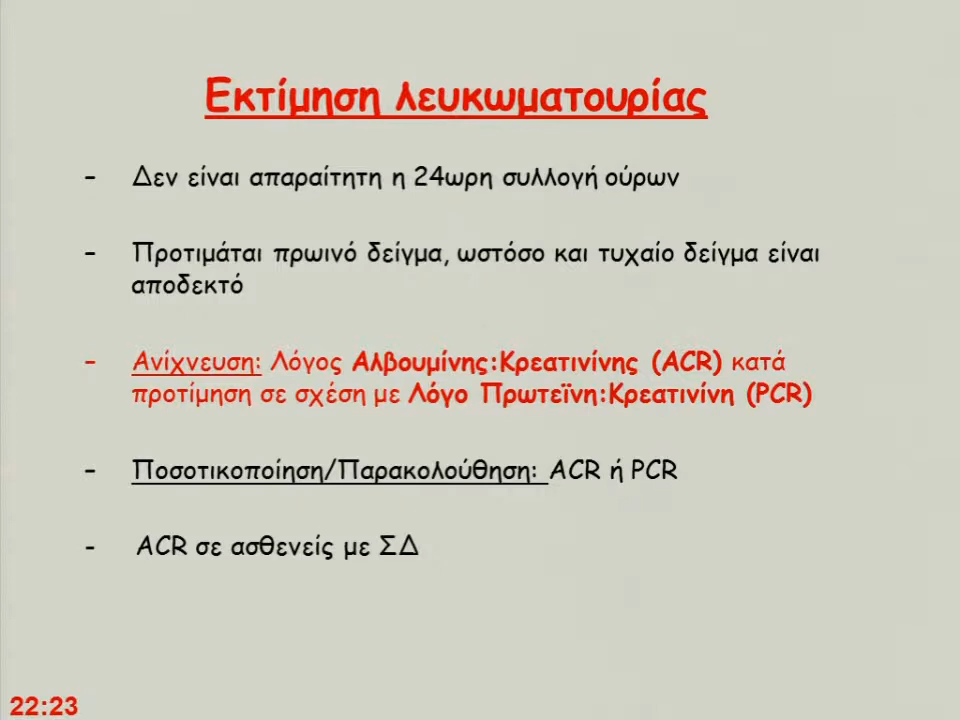 Εκτίμηση λευκωματουρίας
– Δεν είναι απαραίτητη η 24ωρη συλλογή ούρων
– Προτιμάται πρωινό δείγμα, ωστόσο και τυχαίο δείγμα είναι
αποδεκτό
– Ανίχνευση: Λόγος Αλβουμίνης:Κρεατινίνης (ACR) κατά
προτίμηση σε σχέση με Λόγο Πρωτεϊνη:Κρεατινίνη (PCR)
– Ποσοτικοποίηση/Παρακολούθηση: ACR ή PCR
- ACR σε ασθενείς με ΣΔ
22:23